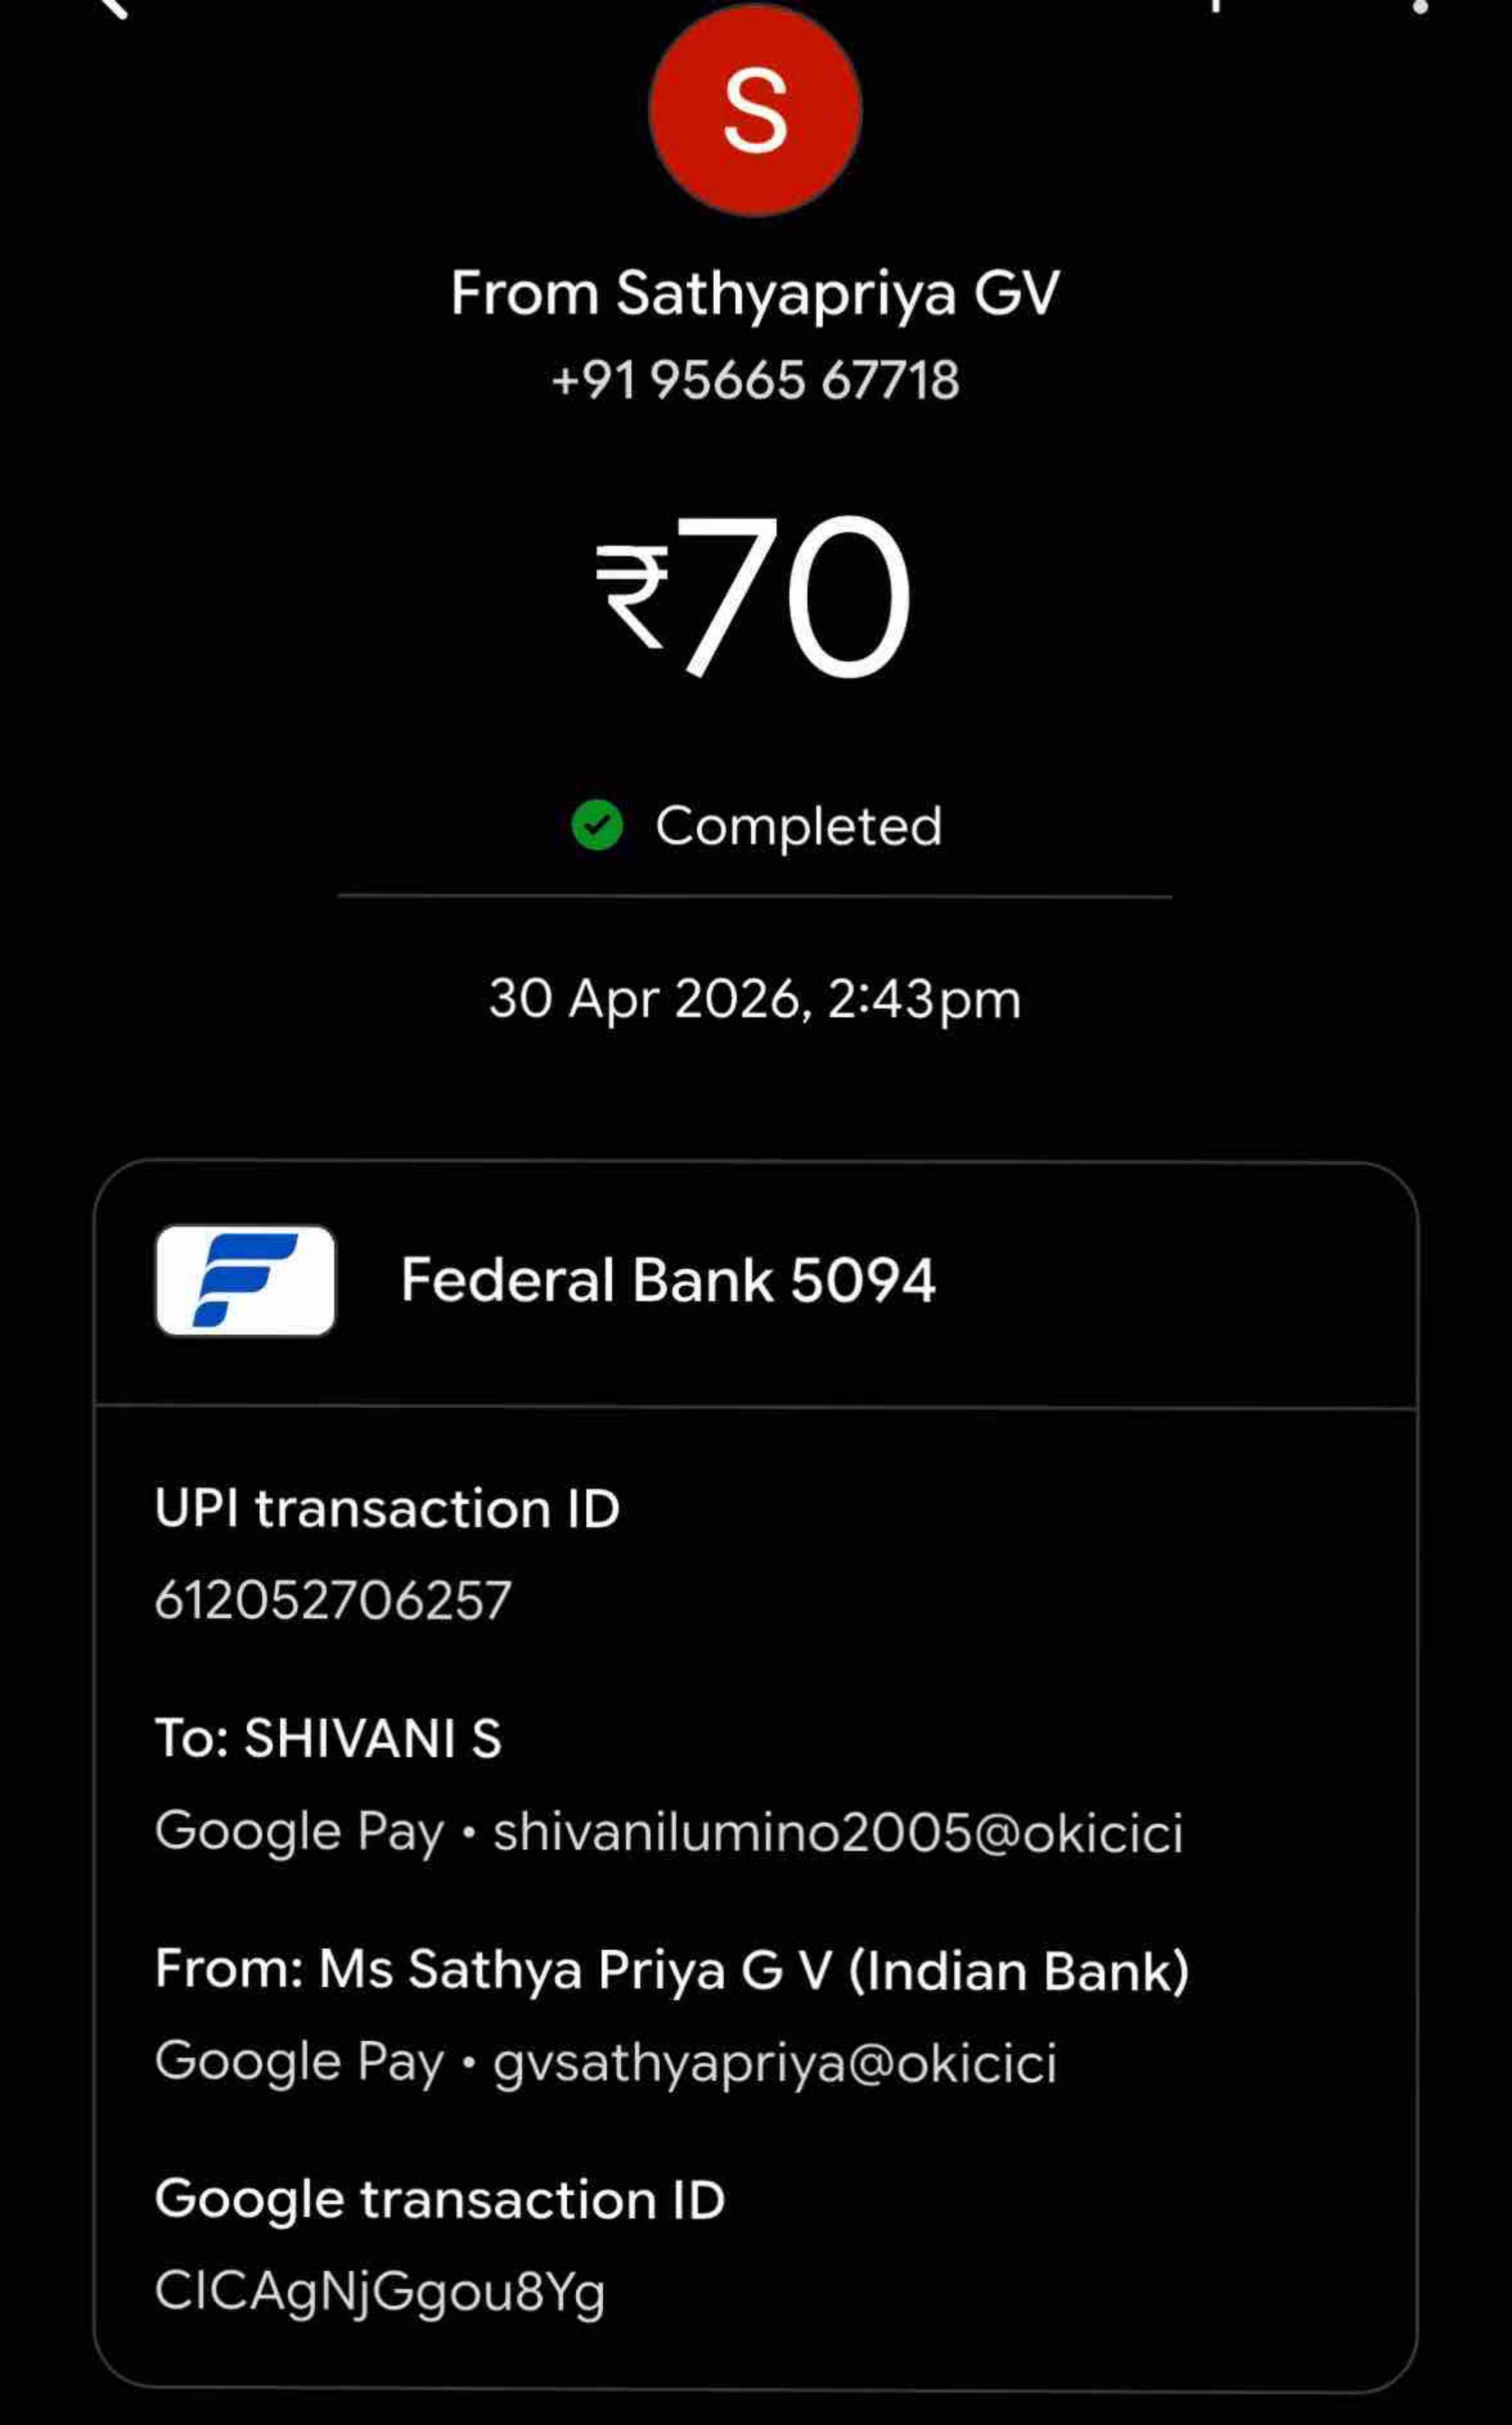 S
From Sathyapriya GV
+91 95665 67718
₹70
Completed
30 Apr 2026, 2:43pm
Federal Bank 5094
UPI transaction ID
612052706257
To: SHIVANI S
Google Pay • shivanilumino2005@okicici
From: Ms Sathya Priya G V (Indian Bank)
Google Pay • gvsathyapriya@okicici
Google transaction ID
CICAgNjGgou8Yg